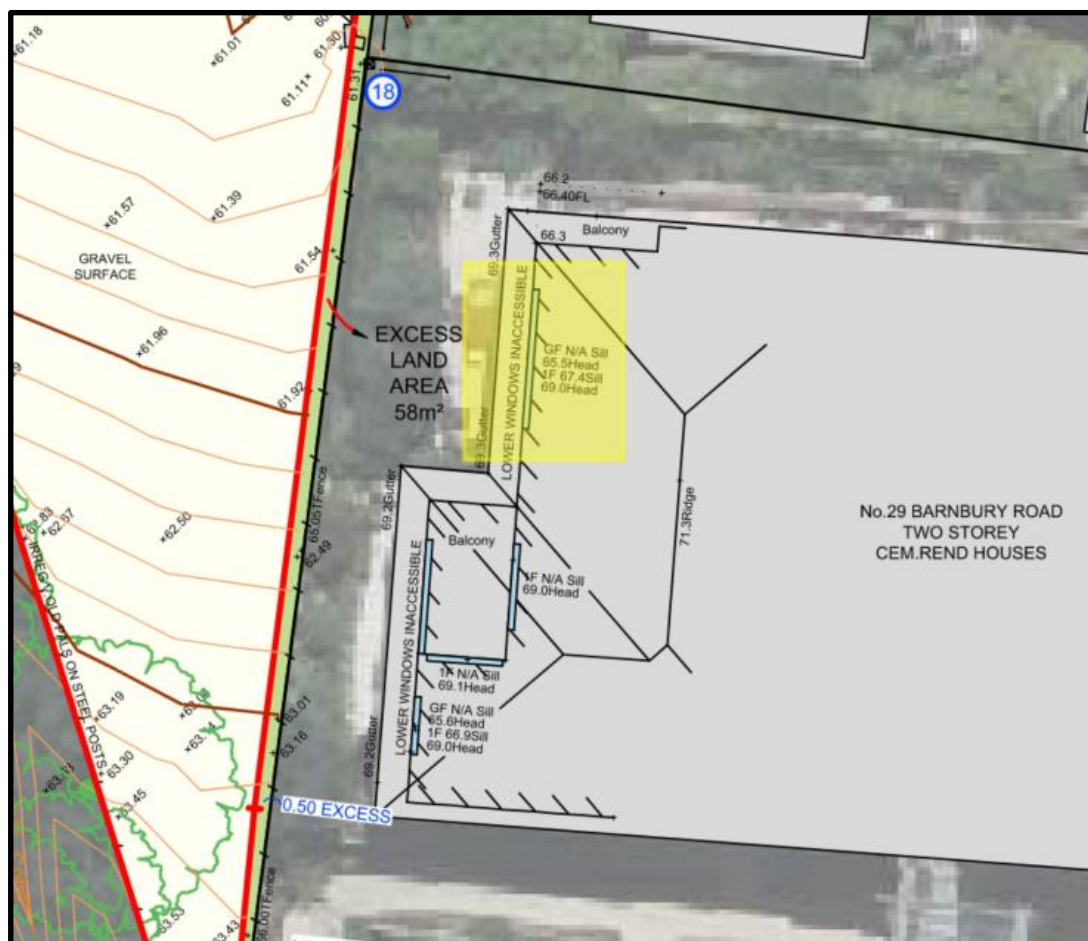 61.18
61.01
61.30
61.11
61.31
18
61.57
61.39
61.54
GRAVEL
SURFACE
61.96
61.92
EXCESS
LAND
AREA
58m²
66.2
66.40FL
Balcony
66.3
69.3Gutter
LOWER WINDOWS INACCESSIBLE
GF N/A Sill
65.5Head
1F 67.4Sill
69.0Head
69.3Gutter
69.2Gutter
71.3Ridge
No.29 BARNBURY ROAD
TWO STOREY
CEM.REND HOUSES
65.05TFence
62.50
62.49
62.67
Balcony
LOWER WINDOWS INACCESSIBLE
1F N/A Sill
69.0Head
1F N/A Sill
69.1Head
GF N/A Sill
65.6Head
1F 66.9Sill
69.0Head
69.2Gutter
63.19
63.01
63.16
63.30
63.45
0.50 EXCESS
63.53
63.43
66.00TFence